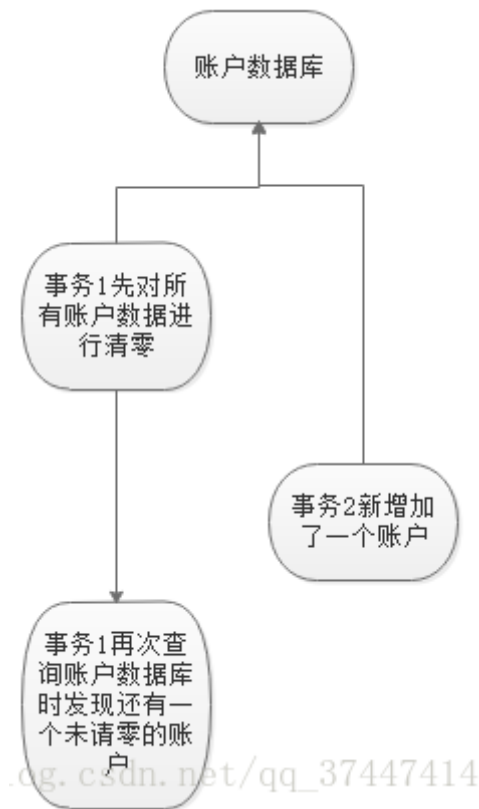 账户数据库
事务1先对所
有账户数据进
行清零
事务2新增加
了一个账户
事务1再次查
询账户数据库
时发现还有一
个未请零的账
户
og.csdn.net/qq_37447414